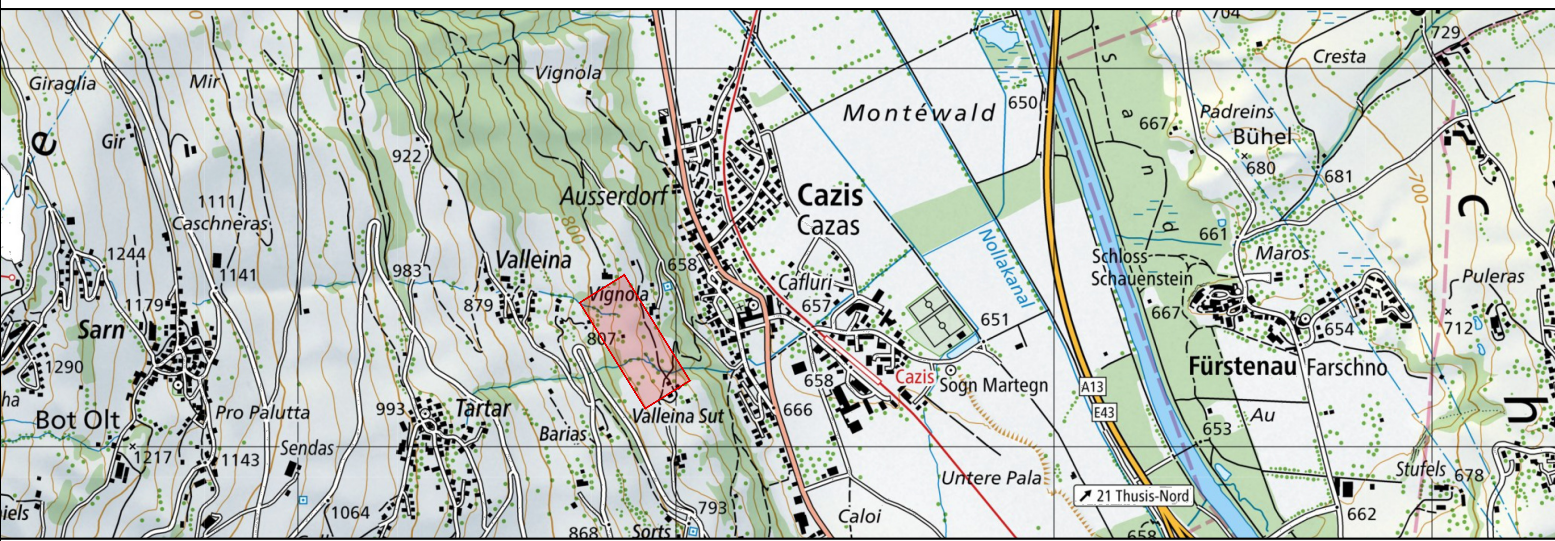 704
729
700
Cresta
Giraglia
Mir
Vignola
Montéwald
650
s
a
n
d
667
Padreins
Bühel
680
681
r
c
h
700
e
Gir
922
1111
Caschneras
Ausserdorf
800
Cazis
Cazas
Nollakanal
661
Maros
Schloss
Schauenstein
1244
1141
983
Valleina
658
Cafluri
657
Puleras
1179
879
Vignola
807
651
667
654
712
Sarn
1290
658
Cazis
Sogn Martegn
Fürstenau
Farschno
ha
Bot Olt
Pro Palutta
993
Tartar
Valleina Sut
666
A13
E43
Au
653
1217
1143
Sendas
Barias
Untere Pala
Stufels
678
21 Thusis-Nord
iels
1064
868
Sorts
793
Caloi
658
662